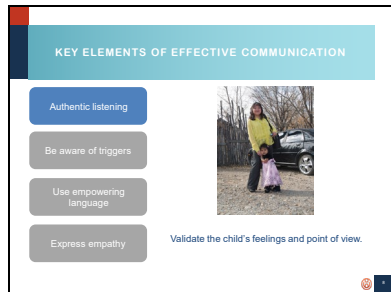 KEY ELEMENTS OF EFFECTIVE COMMUNICATION
Authentic listening
Be aware of triggers
Use empowering
language
Express empathy
Validate the child's feelings and point of view.